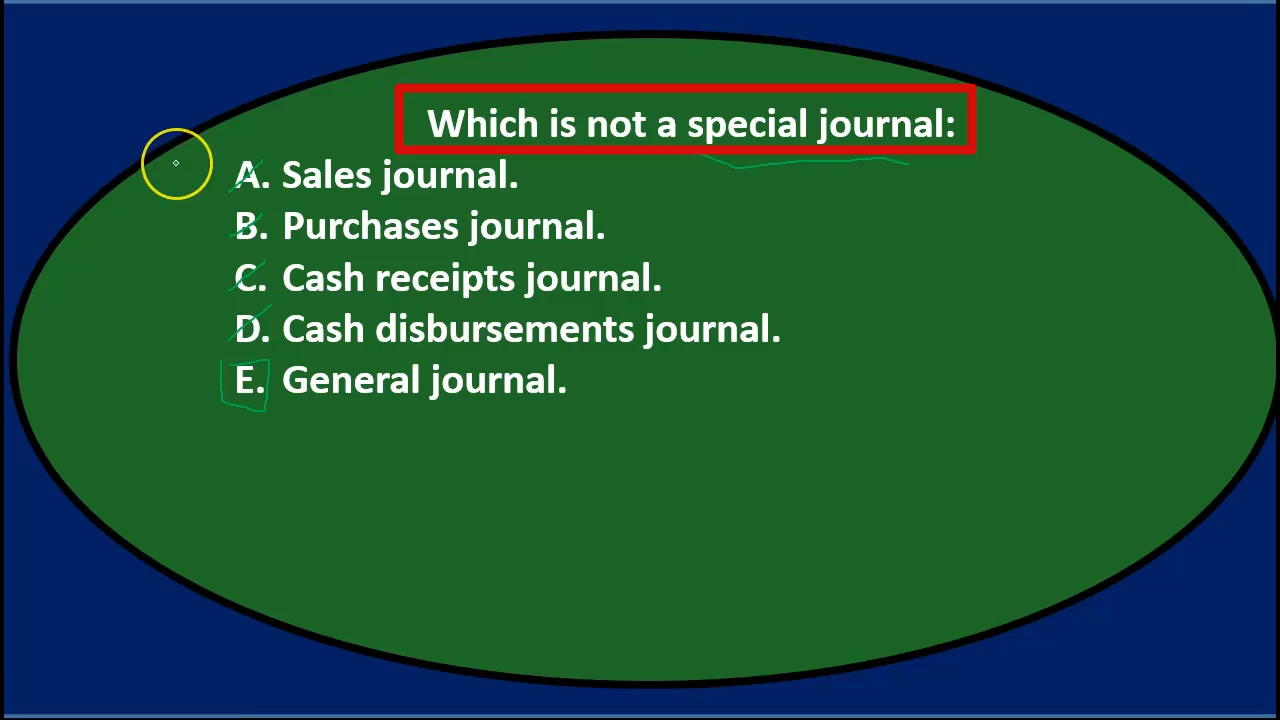 Which is not a special journal:
A. Sales journal.
B. Purchases journal.
C. Cash receipts journal.
D. Cash disbursements journal.
E. General journal.